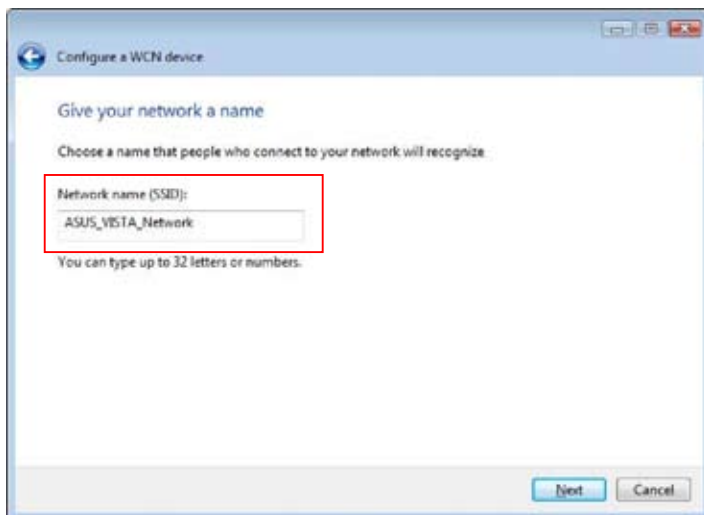 Configure a WCN device
Give your network a name
Choose a name that people who connect to your network will recognize
Network name (SSID):
ASUS_VISTA_Network
You can type up to 32 letters or numbers.
Next Cancel